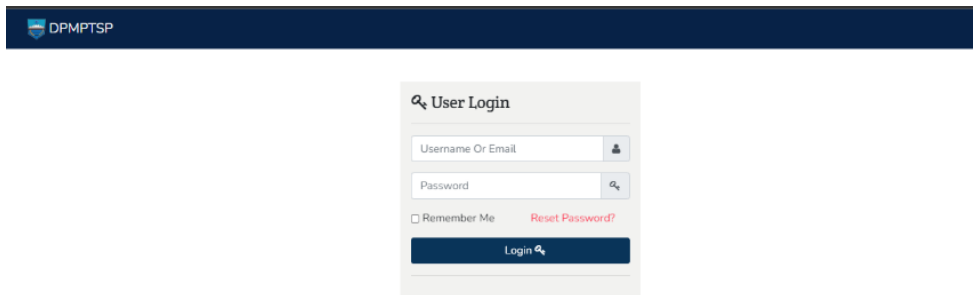 DPMPTSP
User Login
Username Or Email
Password
Remember Me Reset Password?
Login